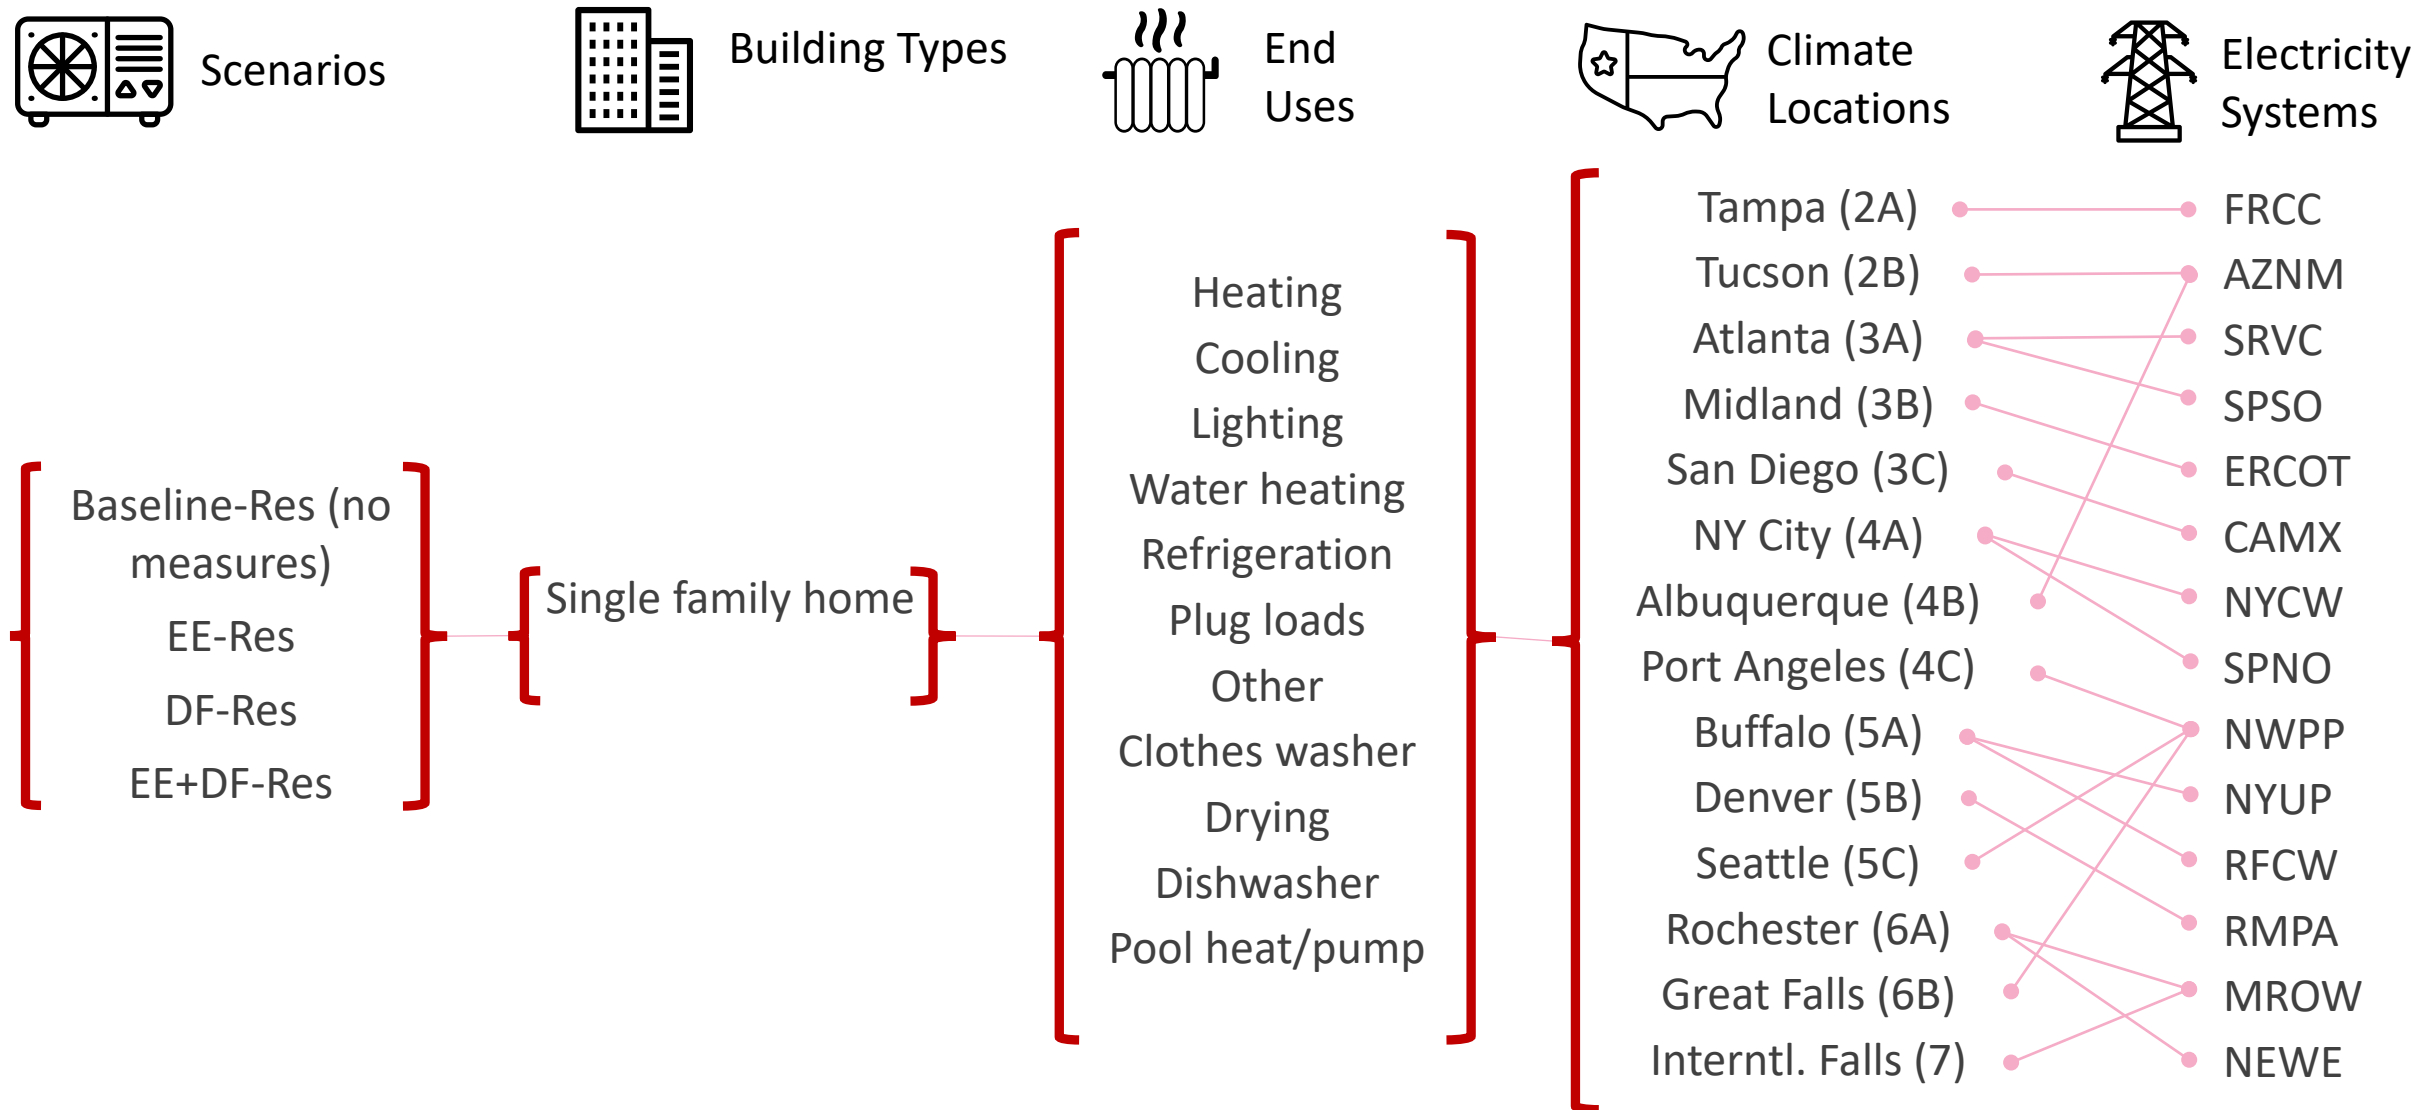 Scenarios
Building Types
End
Uses
Climate
Locations
Electricity
Systems
Baseline-Res (no
measures)
EE-Res
DF-Res
EE+DF-Res
Single family home
Heating
Cooling
Lighting
Water heating
Refrigeration
Plug loads
Other
Clothes washer
Drying
Dishwasher
Pool heat/pump
Tampa (2A)
Tucson (2B)
Atlanta (3A)
Midland (3B)
San Diego (3C)
NY City (4A)
Albuquerque (4B)
Port Angeles (4C)
Buffalo (5A)
Denver (5B)
Seattle (5C)
Rochester (6A)
Great Falls (6B)
Interntl. Falls (7)
FRCC
AZNM
SRVC
SPSO
ERCOT
CAMX
NYCW
SPNO
NWPP
NYUP
RFCW
RMPA
MROW
NEWE